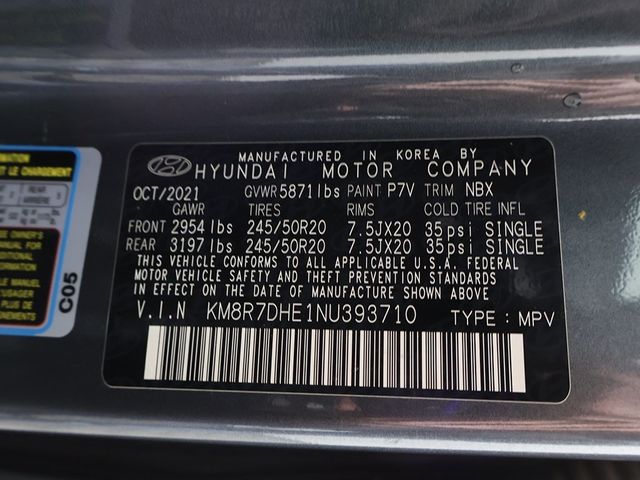 MANUFACTURED IN KOREA BY
HYUNDAI MOTOR COMPANY
OCT/2021 GVWR 5871lbs PAINT P7V TRIM NBX
GAWR TIRES RIMS COLD TIRE INFL
FRONT 2954 lbs 245/50R20 7.5JX20 35psi SINGLE
REAR 3197 lbs 245/50R20 7.5JX20 35psi SINGLE
THIS VEHICLE CONFORMS TO ALL APPLICABLE U.S.A. FEDERAL
MOTOR VEHICLE SAFETY AND THEFT PREVENTION STANDARDS
IN EFFECT ON THE DATE OF MANUFACTURE SHOWN ABOVE
V.I.N KM8R7DHE1NU393710 TYPE : MPV
C05